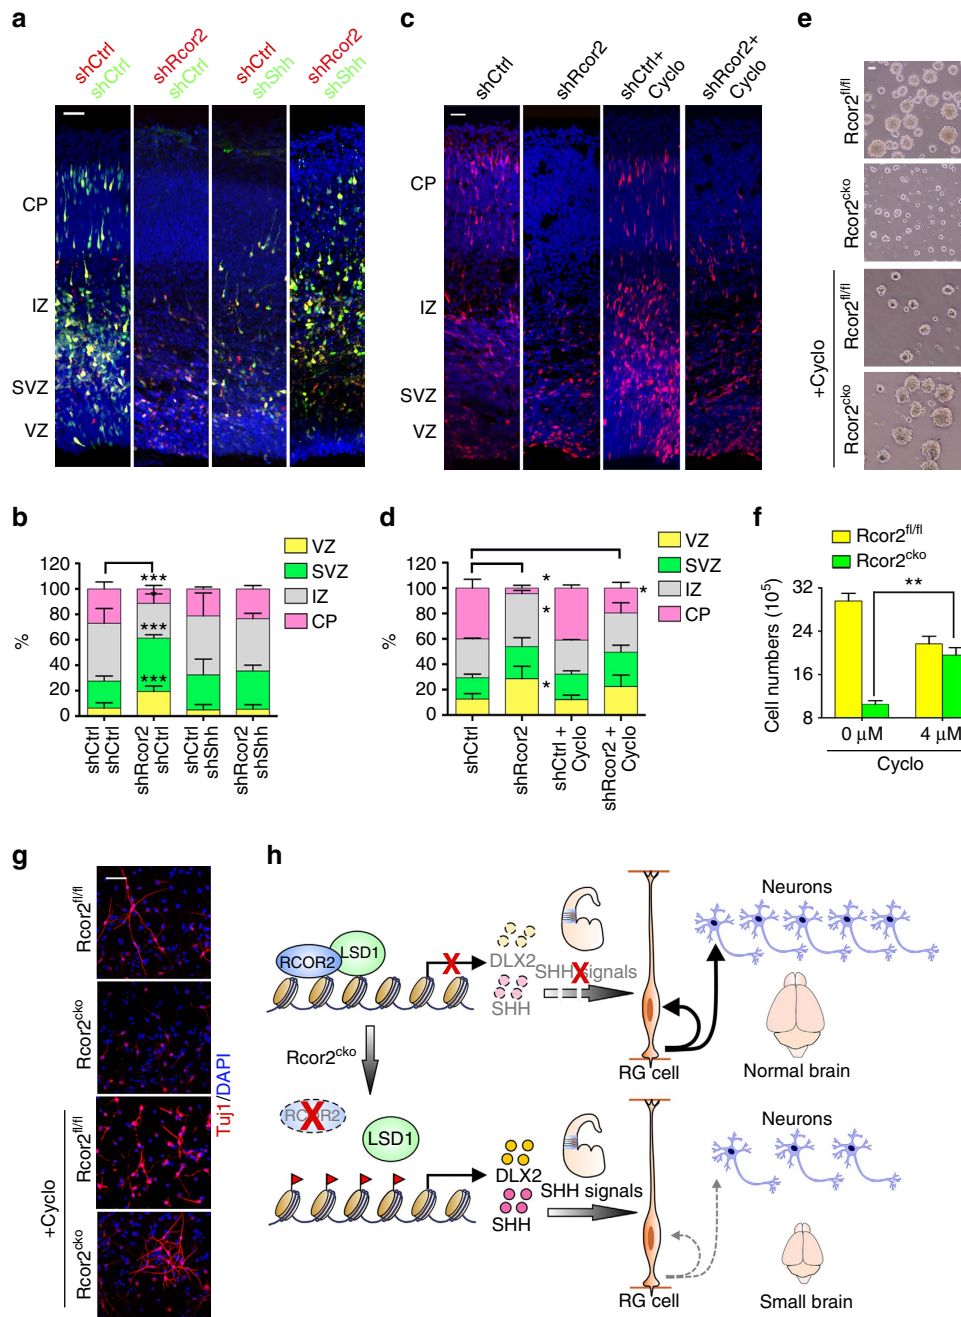 a
shCtrl shCtrl
shRcor2 shCtrl
shCtrl shShh
shRcor2 shShh
CP
IZ
SVZ
VZ
c
shCtrl
shRcor2
shCtrl+ Cyclo
shRcor2+ Cyclo
CP
IZ
SVZ
VZ
e
Rcor2fl/fl
Rcor2cko
+Cyclo
Rcor2fl/fl
Rcor2cko
b
VZ
SVZ
IZ
CP
%
120
100
80
60
40
20
0
***
*
***
***
shCtrl shCtrl
shRcor2 shCtrl
shCtrl shShh
shRcor2 shShh
d
VZ
SVZ
IZ
CP
%
120
100
80
60
40
20
0
*
*
*
*
shCtrl
shRcor2
shCtrl + Cyclo
shRcor2 + Cyclo
f
Rcor2fl/fl
Rcor2cko
Cell numbers (10⁵)
32
24
16
8
**
0 µM 4 µM
Cyclo
g
Rcor2fl/fl
Rcor2cko
+Cyclo
Rcor2fl/fl
Rcor2cko
Tuj1/DAPI
h
RCOR2
LSD1
X
DLX2
SHH
SHH signals
X
RG cell
Neurons
Normal brain
Rcor2cko
RCOR2
X
LSD1
DLX2
SHH
SHH signals
RG cell
Neurons
Small brain